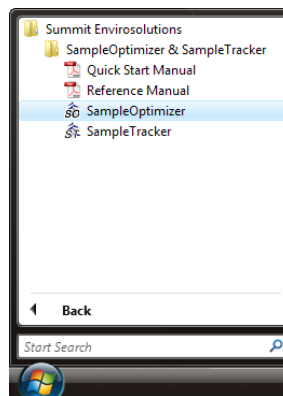 Summit Envirosolutions
SampleOptimizer & SampleTracker
Quick Start Manual
Reference Manual
SampleOptimizer
SampleTracker
Back
Start Search